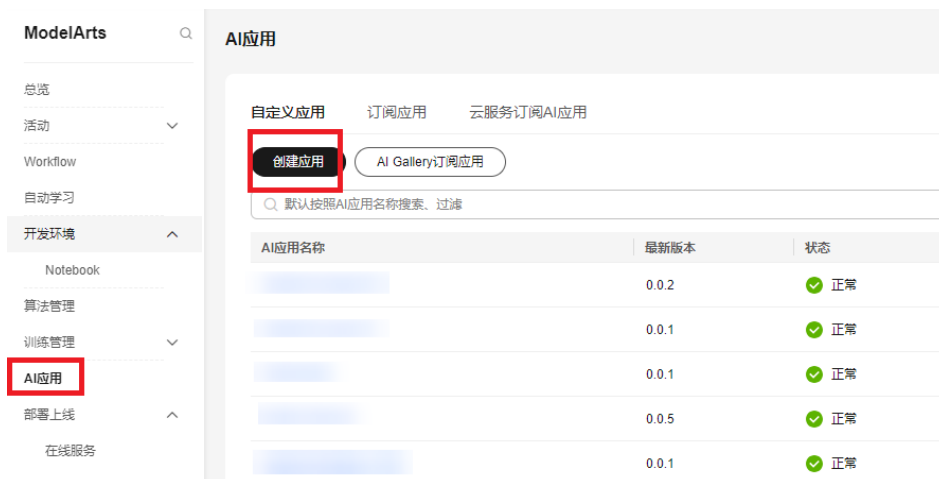 ModelArts
总览
活动
Workflow
自动学习
开发环境
Notebook
算法管理
训练管理
AI应用
部署上线
在线服务
AI应用
自定义应用 订阅应用 云服务订阅AI应用
创建应用 AI Gallery订阅应用
默认按照AI应用名称搜索、过滤
AI应用名称 最新版本 状态
0.0.2 正常
0.0.1 正常
0.0.1 正常
0.0.5 正常
0.0.1 正常